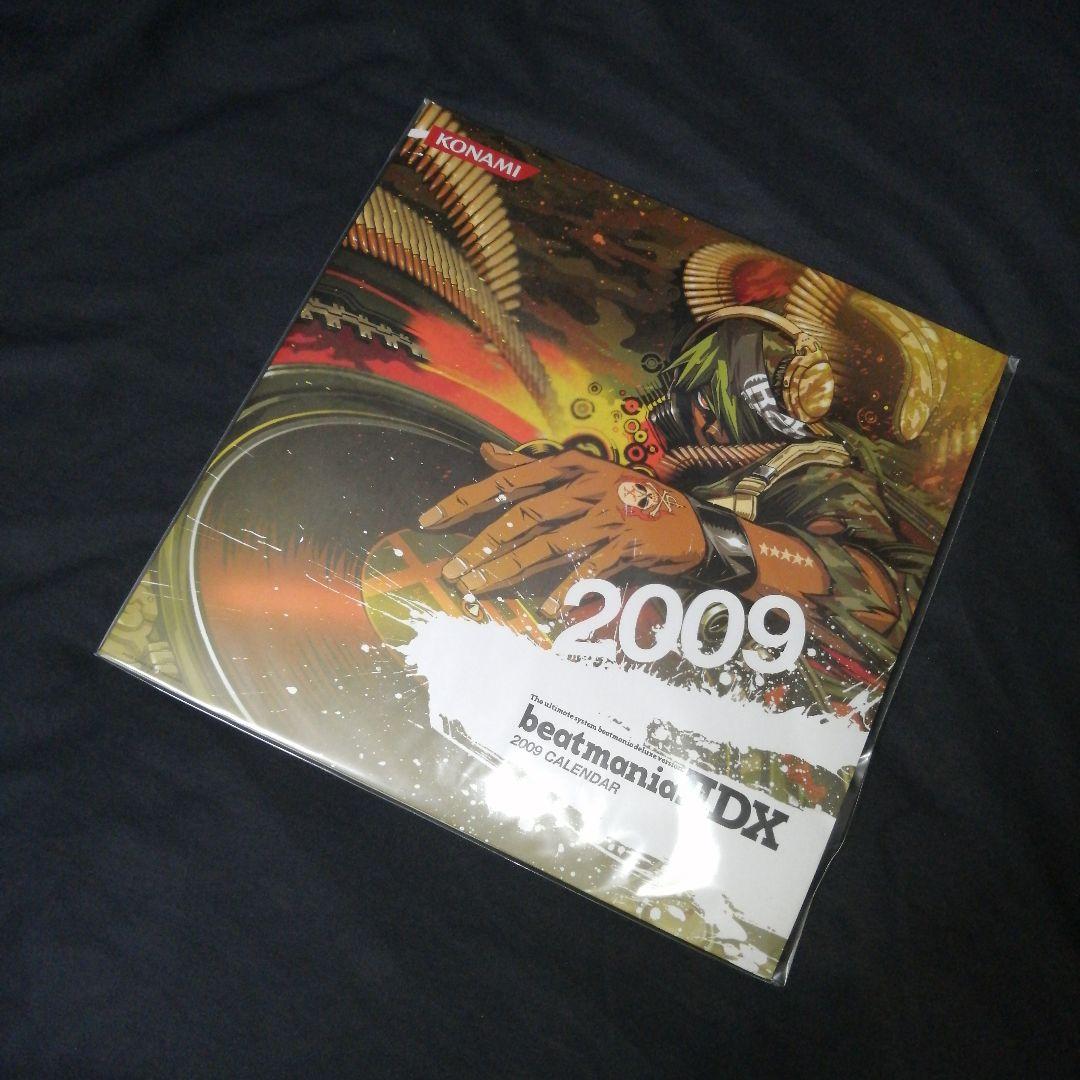 KONAMI
2009
The ultimate system beatmania deluxe version
beatmania IIDX
2009 CALENDAR